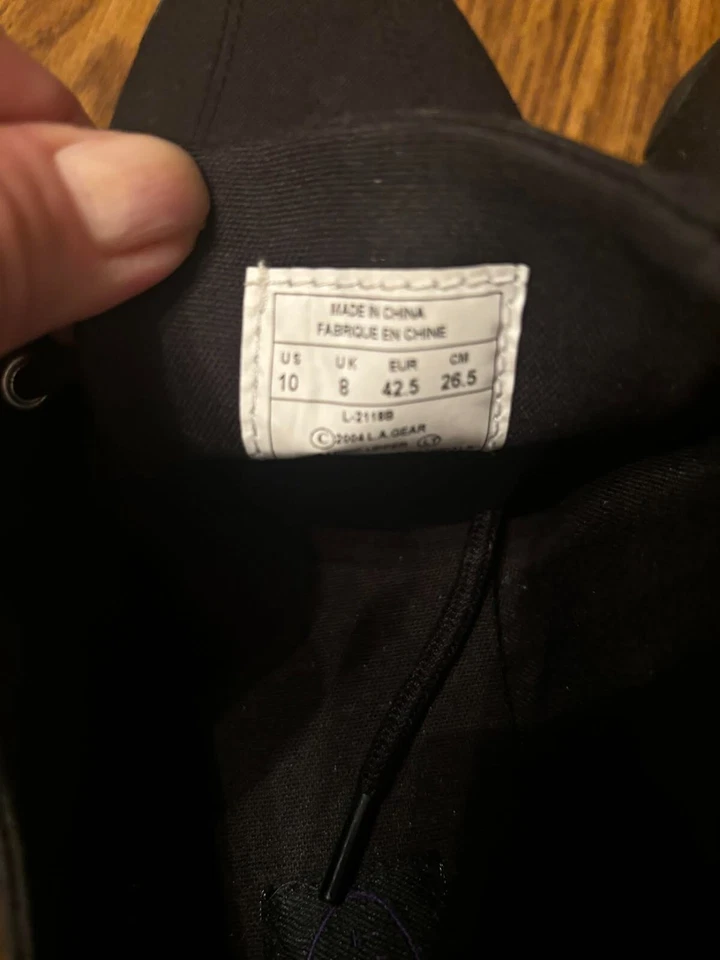 MADE IN CHINA
FABRIQUE EN CHINE
US UK EUR CM
10 8 42.5 26.5
L-2118B
© 2004 L.A. GEAR
UPPER